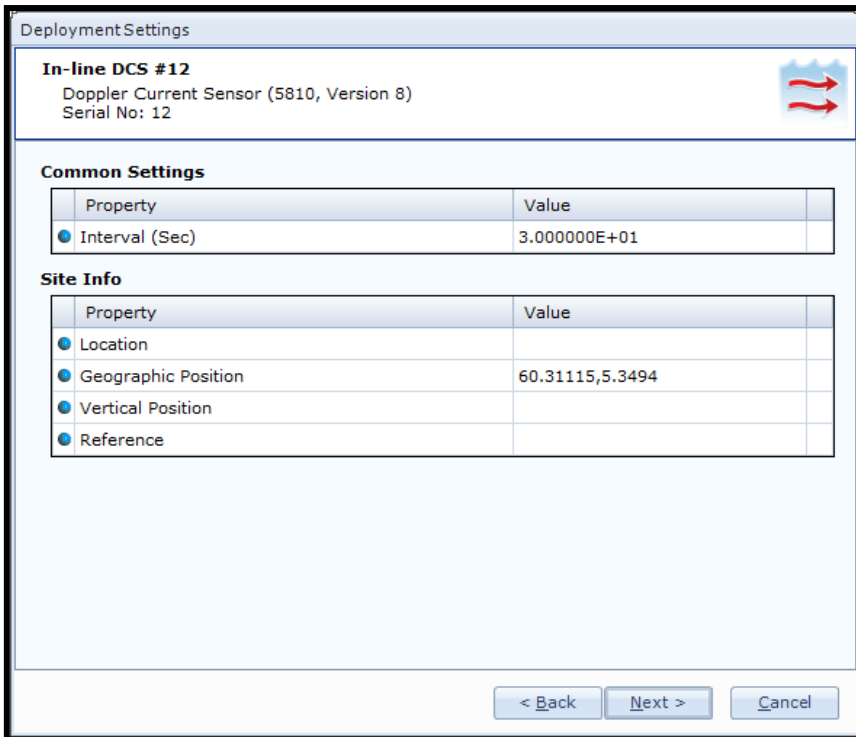 Deployment Settings
In-line DCS #12
Doppler Current Sensor (5810, Version 8)
Serial No: 12
Common Settings
Property Value
Interval (Sec) 3.000000E+01
Site Info
Property Value
Location
Geographic Position 60.31115,5.3494
Vertical Position
Reference
< Back Next > Cancel